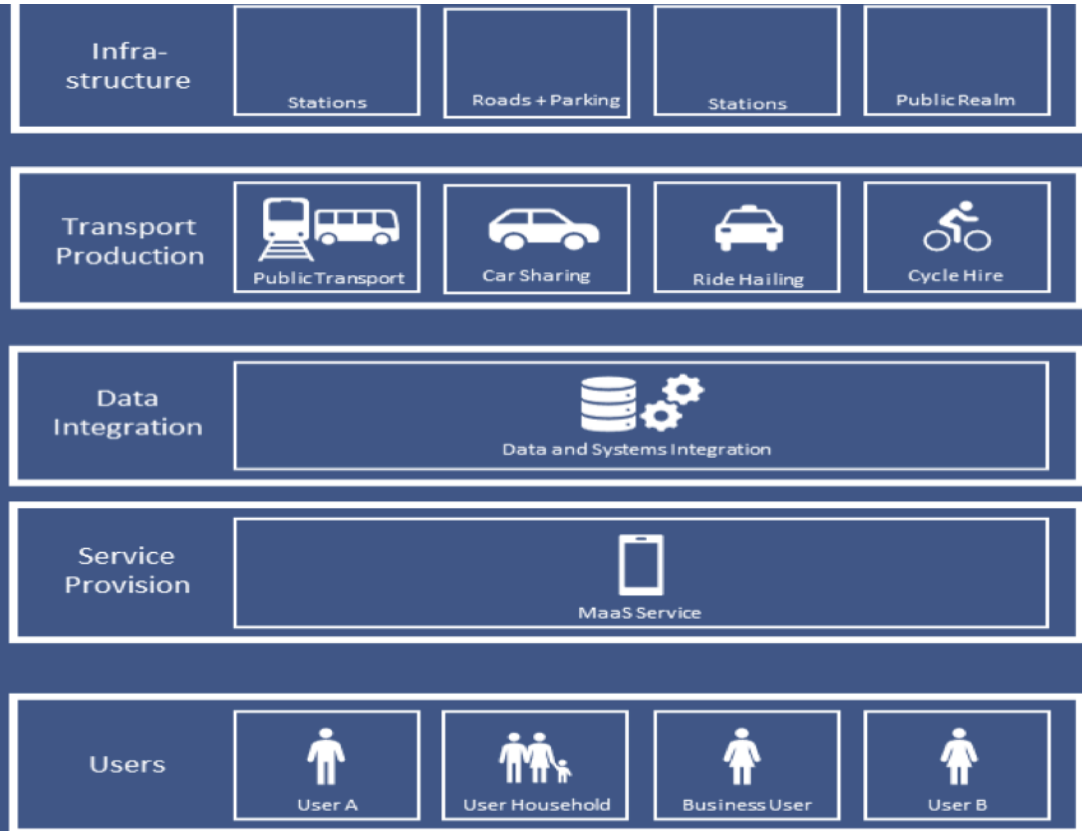 Infra-
structure
Stations
Roads + Parking
Stations
Public Realm
Transport
Production
Public Transport
Car Sharing
Ride Hailing
Cycle Hire
Data
Integration
Data and Systems Integration
Service
Provision
MaaS Service
Users
User A
User Household
Business User
User B